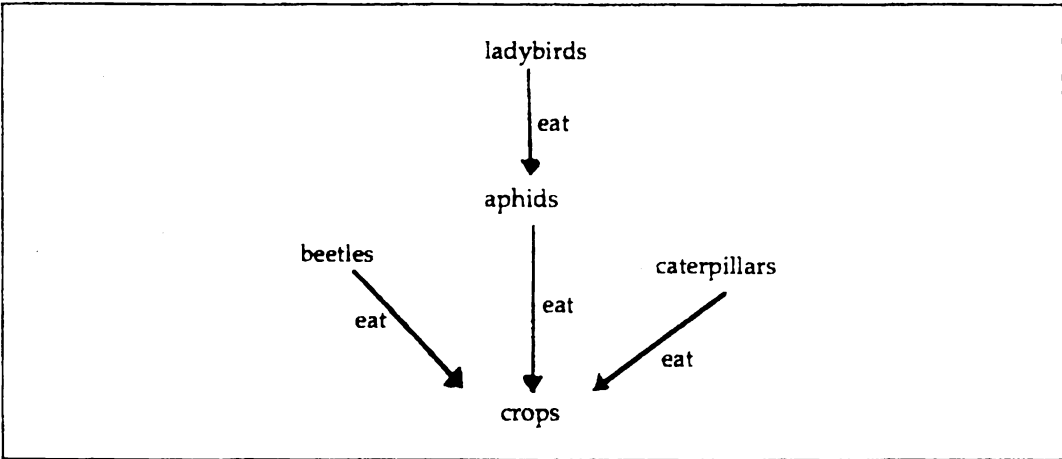 ladybirds
eat
aphids
beetles
caterpillars
eat
eat
eat
crops